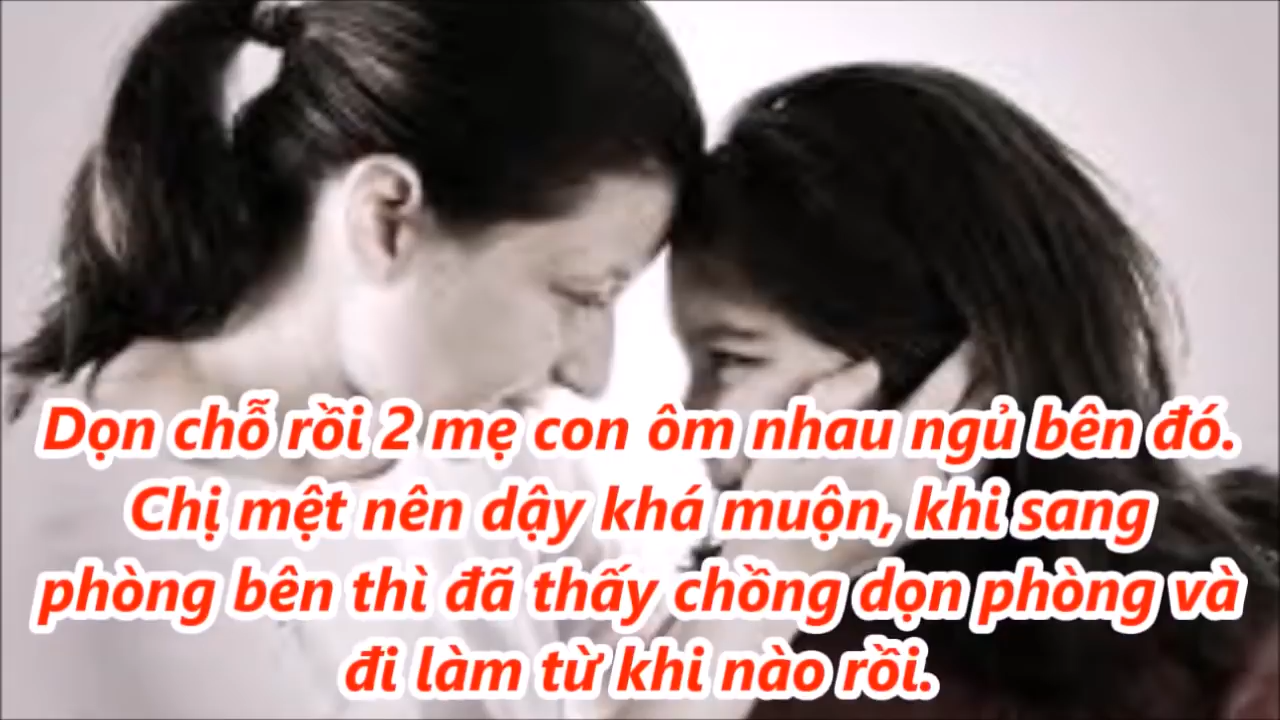 Dọn chỗ rồi 2 mẹ con ôm nhau ngủ bên đó.
Chị mệt nên dậy khá muộn, khi sang
phòng bên thì đã thấy chồng dọn phòng và
đi làm từ khi nào rồi.